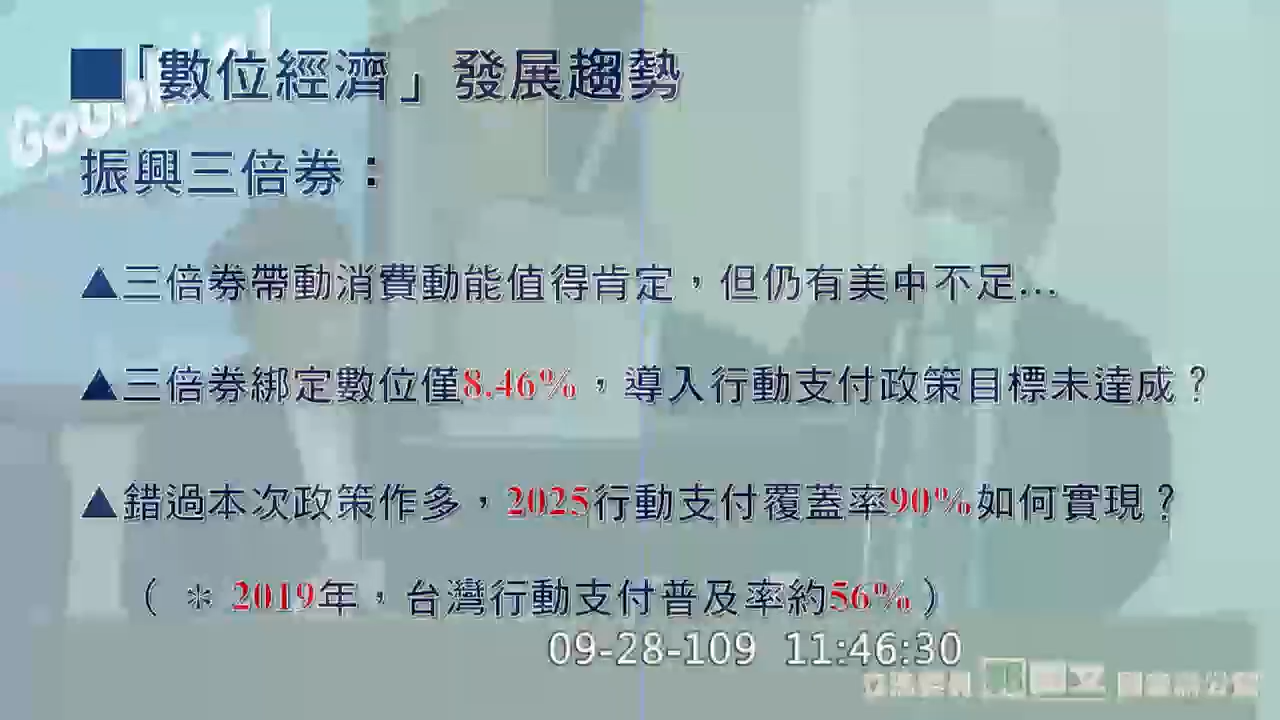 ■「數位經濟」發展趨勢
振興三倍券：
▲三倍券帶動消費動能值得肯定，但仍有美中不足…
▲三倍券綁定數位僅8.46%，導入行動支付政策目標未達成？
▲錯過本次政策作多，2025行動支付覆蓋率90%如何實現？
（ ＊ 2019年，台灣行動支付普及率約56%）
09-28-109 11:46:30